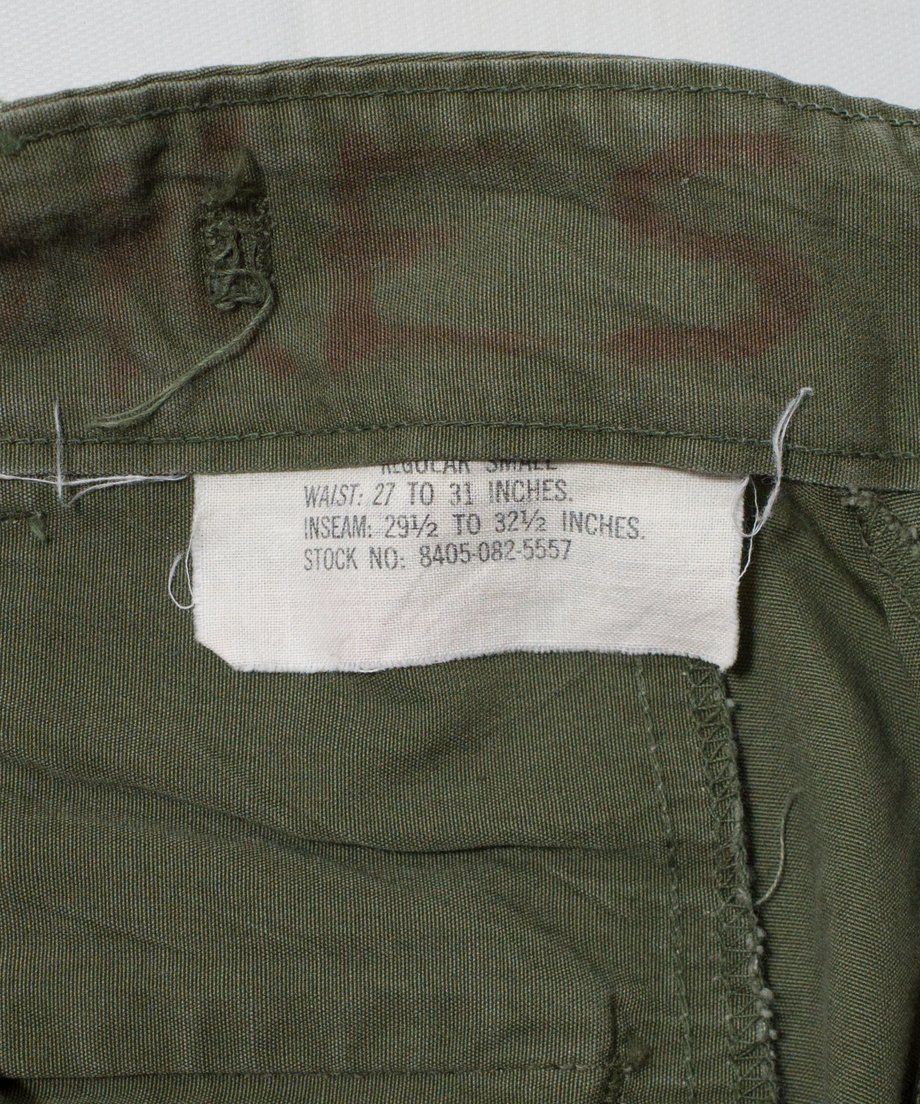 REGULAR SMALL
WAIST: 27 TO 31 INCHES.
INSEAM: 29½ TO 32½ INCHES.
STOCK NO: 8405-082-5557